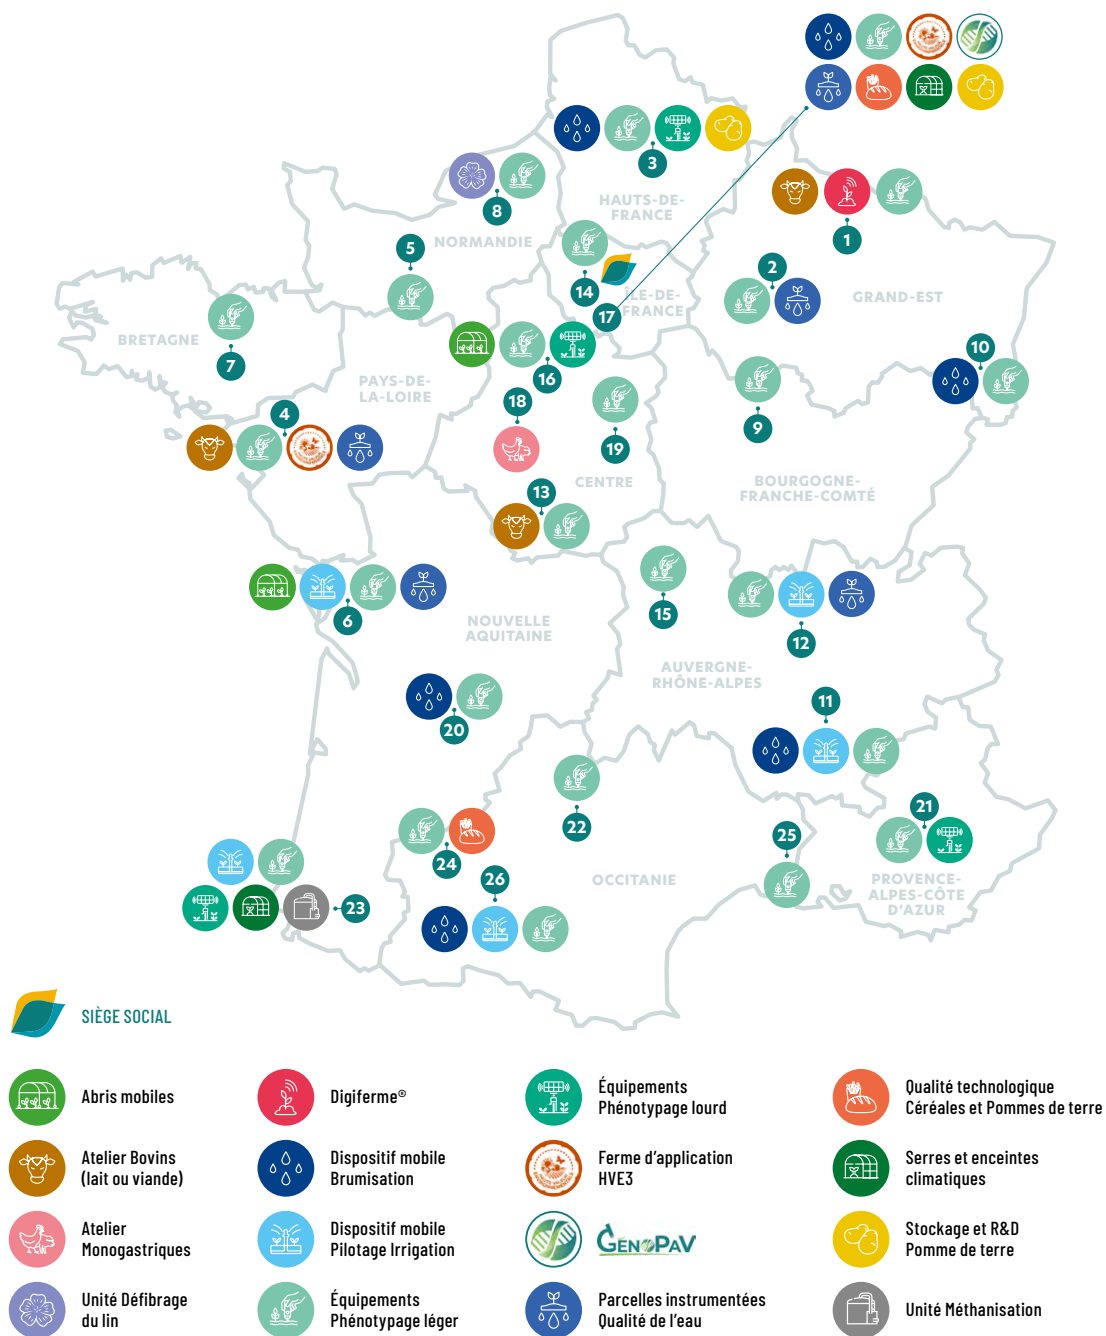 3
HAUTS-DE-
FRANCE
8
NORMANDIE
1
5
2
14
ÎLE-DE-
FRANCE
GRAND-EST
17
BRETAGNE
7
10
16
PAYS-DE-
LA-LOIRE
18
4
9
19
CENTRE
BOURGOGNE-
FRANCHE-COMTÉ
13
6
NOUVELLE
AQUITAINE
15
12
AUVERGNE-
RHÔNE-ALPES
11
20
22
21
25
24
26
OCCITANIE
PROVENCE-
ALPES-CÔTE
D'AZUR
23
SIÈGE SOCIAL
Abris mobiles
Atelier Bovins
(lait ou viande)
Atelier
Monogastriques
Unité Défibrage
du lin
Digiferme®
Dispositif mobile
Brumisation
Dispositif mobile
Pilotage Irrigation
Équipements
Phénotypage léger
Équipements
Phénotypage lourd
Ferme d'application
HVE3
GÉNOPAV
Parcelles instrumentées
Qualité de l'eau
Qualité technologique
Céréales et Pommes de terre
Serres et enceintes
climatiques
Stockage et R&D
Pomme de terre
Unité Méthanisation